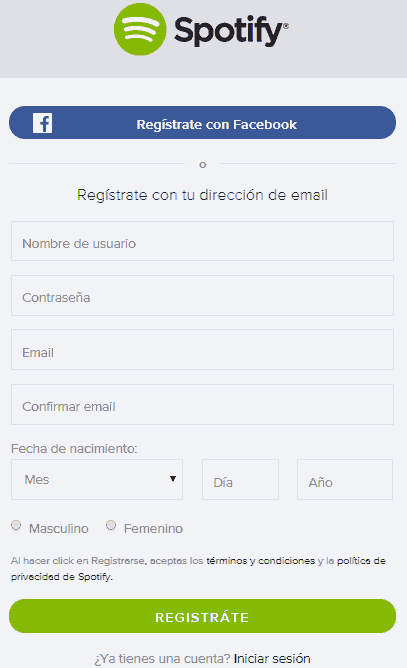 Spotify®
Regístrate con Facebook
o
Regístrate con tu dirección de email
Nombre de usuario
Contraseña
Email
Confirmar email
Fecha de nacimiento:
Mes Día Año
Masculino Femenino
Al hacer click en Registrarse, aceptas los términos y condiciones y la política de
privacidad de Spotify.
REGISTRÁTE
¿Ya tienes una cuenta? Iniciar sesión